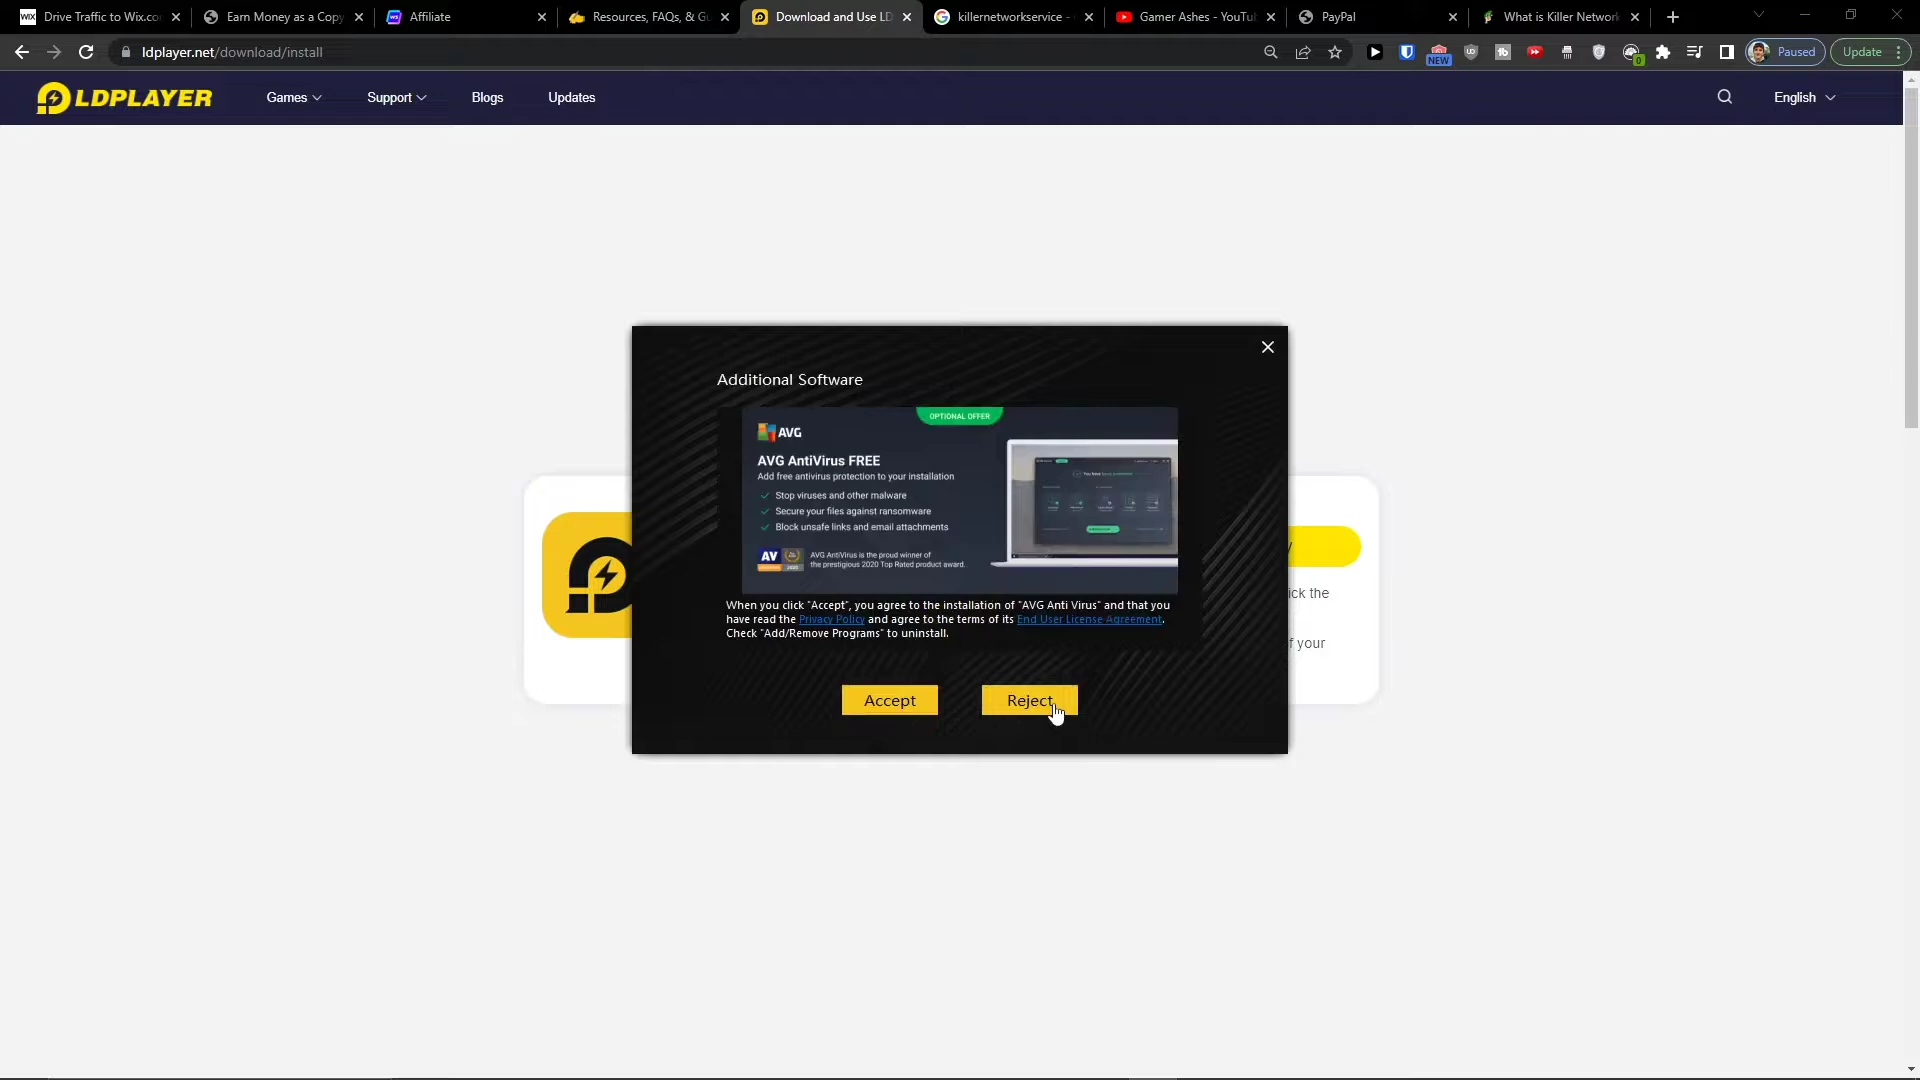 Drive Traffic to Wix.co
Earn Money as a Copy
Affiliate
Resources, FAQs, & Gu
Download and Use LD
killernetworkservice -
Gamer Ashes - YouTu
PayPal
What is Killer Network
ldplayer.net/download/install
NEW
0
Paused
Update
LDPLAYER
Games
Support
Blogs
Updates
English
Additional Software
OPTIONAL OFFER
AVG
AVG AntiVirus FREE
Add free antivirus protection to your installation
Stop viruses and other malware
Secure your files against ransomware
Block unsafe links and email attachments
AV
AVG AntiVirus is the proud winner of
the prestigious 2020 Top Rated product award.
When you click "Accept", you agree to the installation of "AVG Anti Virus" and that you
have read the Privacy Policy and agree to the terms of its End User License Agreement.
Check "Add/Remove Programs" to uninstall.
Accept
Reject
y
ick the
f your